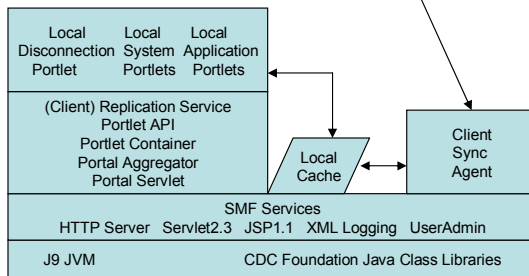 Local Local Local
Disconnection System Application
Portlet Portlets Portlets
(Client) Replication Service
Portlet API
Portlet Container
Portal Aggregator
Portal Servlet
Local
Cache
Client
Sync
Agent
SMF Services
HTTP Server Servlet2.3 JSP1.1 XML Logging UserAdmin
J9 JVM CDC Foundation Java Class Libraries